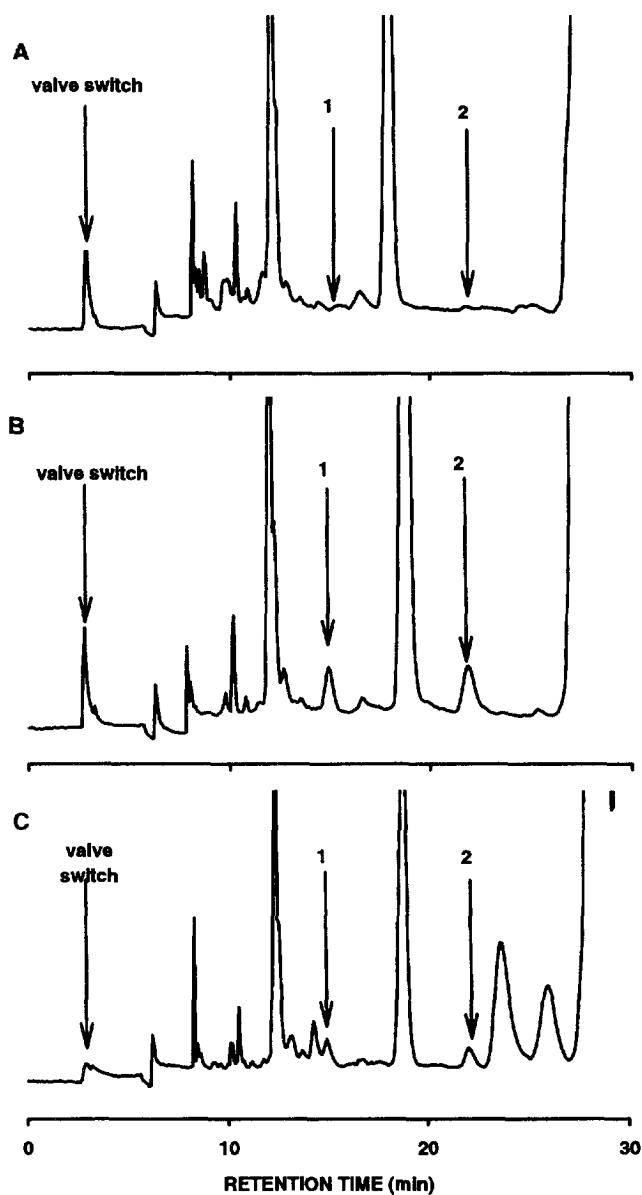 A
valve switch
1
2
B
valve switch
1
2
C
valve
switch
1
2
0 10 20 30
RETENTION TIME (min)